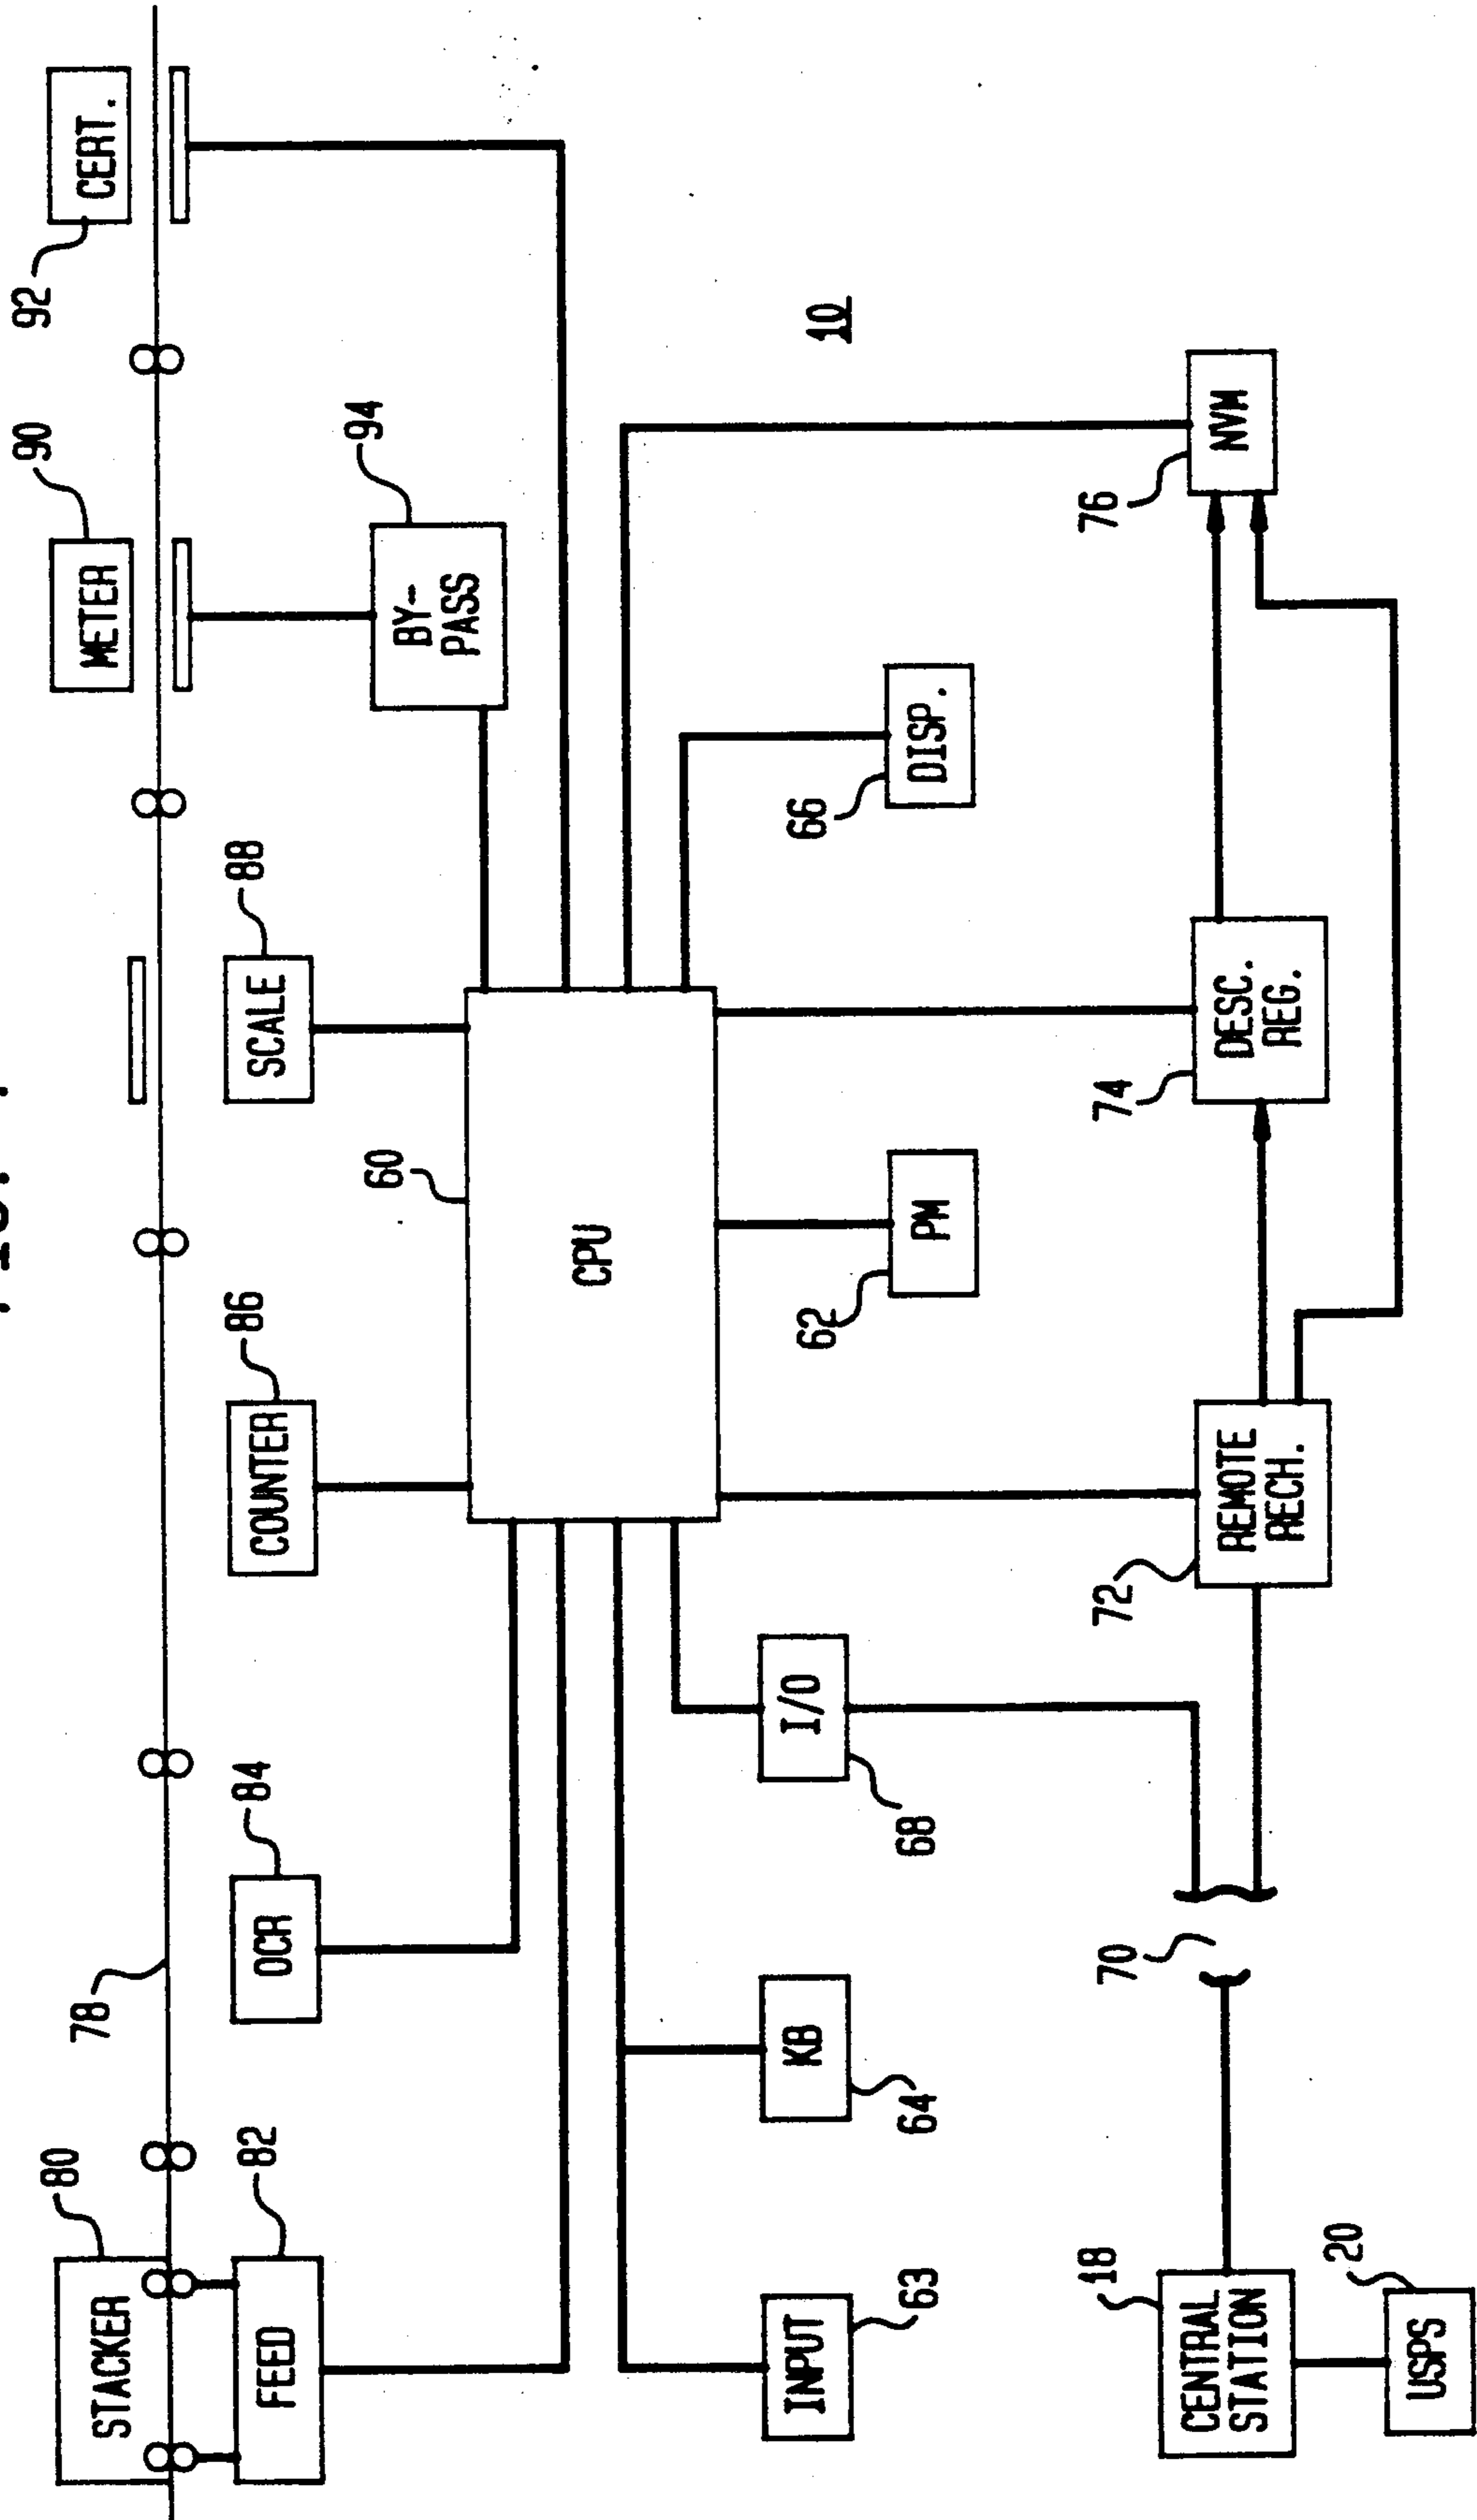 92
CERT.
90
METER
94
BY-
PASS
88
SCALE
86
COUNTER
84
OCR
78
80
STACKER
82
FEED
60
CPU
10
66
DISP.
62
PM
68
I/O
64
KB
63
INPUT
76
NVM
74
DESC.
REG.
72
REMOTE
RECH.
70
18
CENTRAL
STATION
20
USPS